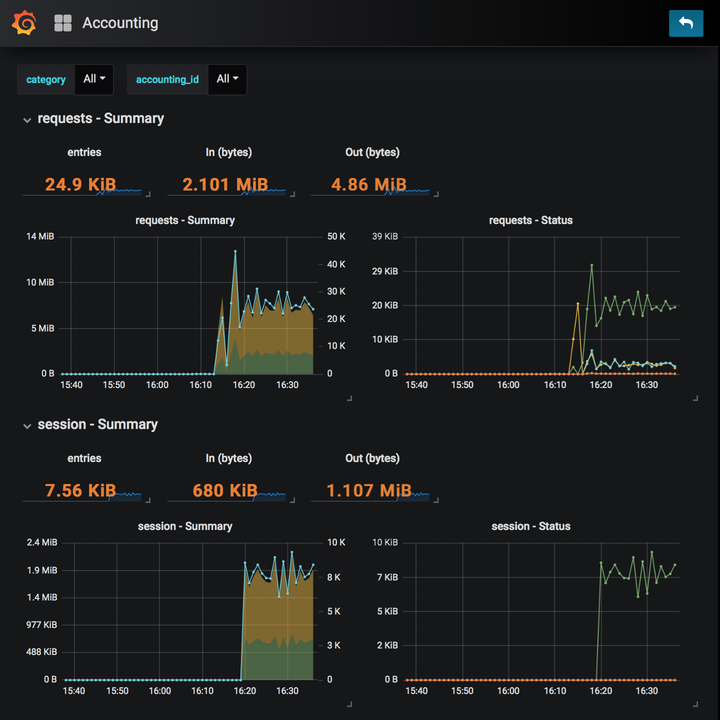 Accounting
category All accounting_id All
requests - Summary
entries In (bytes) Out (bytes)
24.9 KiB 2.101 MiB 4.86 MiB
requests - Summary
14 MiB
10 MiB
5 MiB
0 B
50 K
40 K
30 K
20 K
10 K
0
15:40 15:50 16:00 16:10 16:20 16:30
requests - Status
39 KiB
29 KiB
20 KiB
10 KiB
0 B
15:40 15:50 16:00 16:10 16:20 16:30
session - Summary
entries In (bytes) Out (bytes)
7.56 KiB 680 KiB 1.107 MiB
session - Summary
2.4 MiB
1.9 MiB
1.4 MiB
977 KiB
488 KiB
0 B
10 K
8 K
5 K
3 K
0
15:40 15:50 16:00 16:10 16:20 16:30
session - Status
10 KiB
7 KiB
5 KiB
2 KiB
0 B
15:40 15:50 16:00 16:10 16:20 16:30